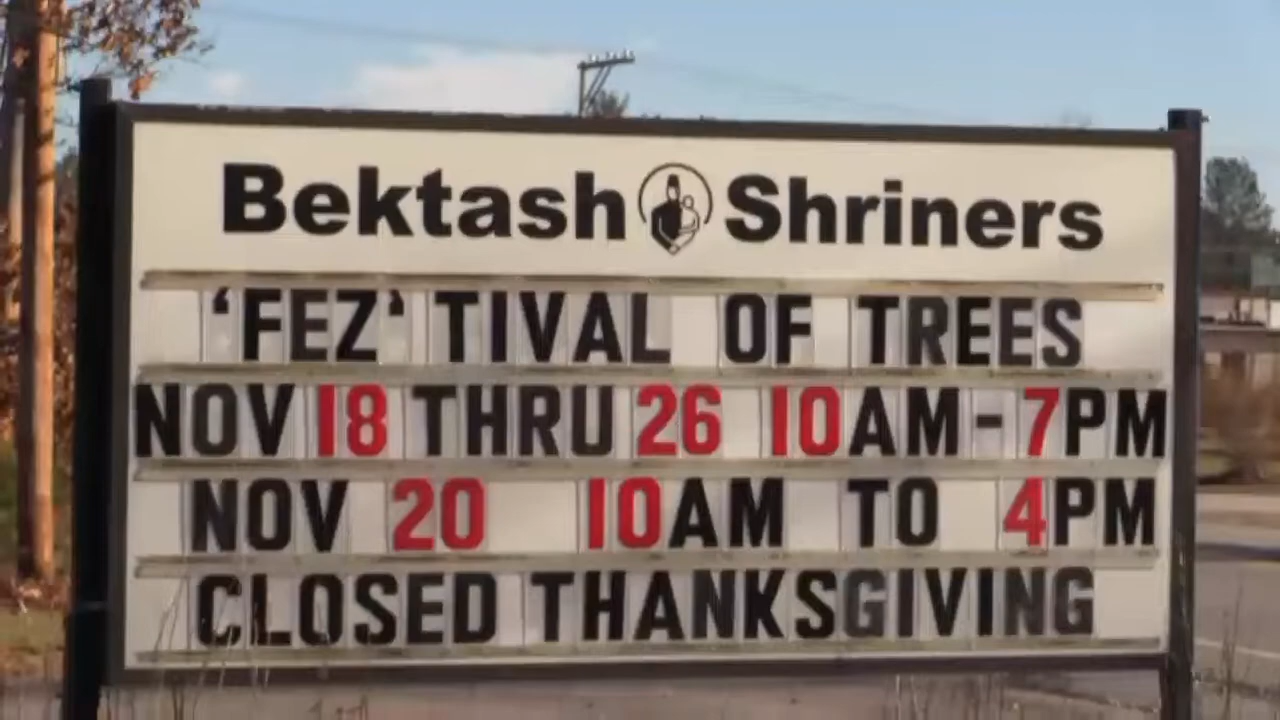 Bektash Shriners
‘FEZ‘ TIVAL OF TREES
NOV 18 THRU 26 10AM-7PM
NOV 20 10AM TO 4PM
CLOSED THANKSGIVING